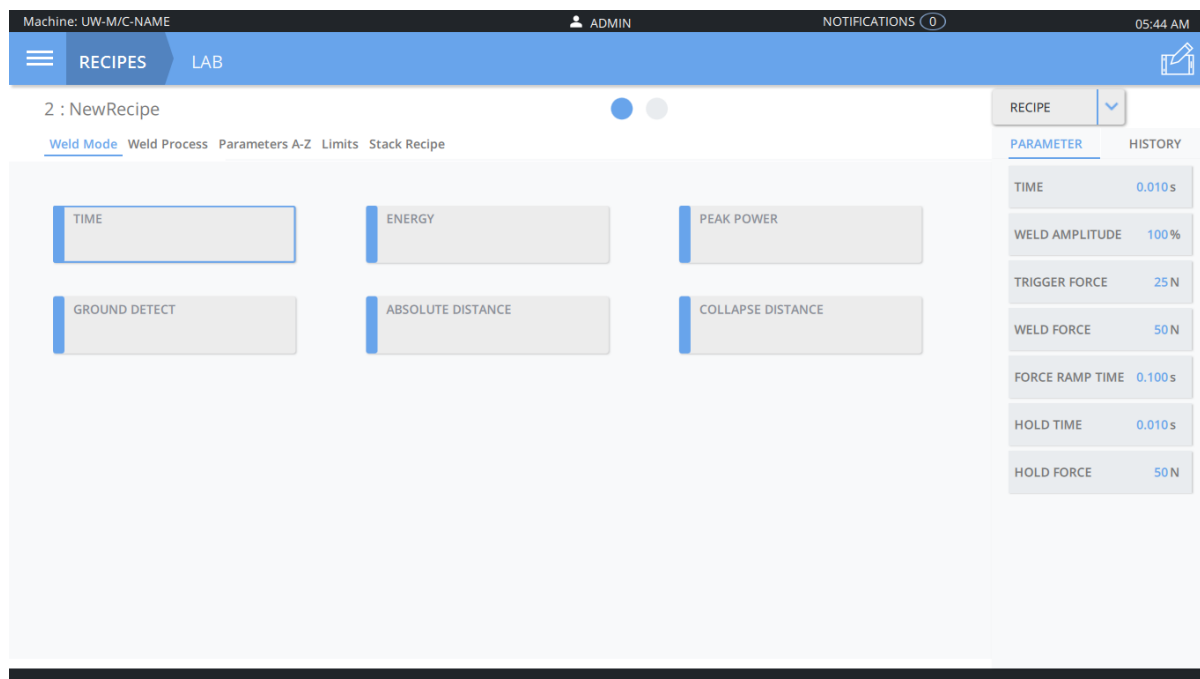 Machine: UW-M/C-NAME ADMIN NOTIFICATIONS 0 05:44 AM
RECIPES LAB
2 : NewRecipe RECIPE
Weld Mode Weld Process Parameters A-Z Limits Stack Recipe PARAMETER HISTORY
TIME 0.010 s
TIME ENERGY PEAK POWER
WELD AMPLITUDE 100 %
TRIGGER FORCE 25 N
GROUND DETECT ABSOLUTE DISTANCE COLLAPSE DISTANCE
WELD FORCE 50 N
FORCE RAMP TIME 0.100 s
HOLD TIME 0.010 s
HOLD FORCE 50 N